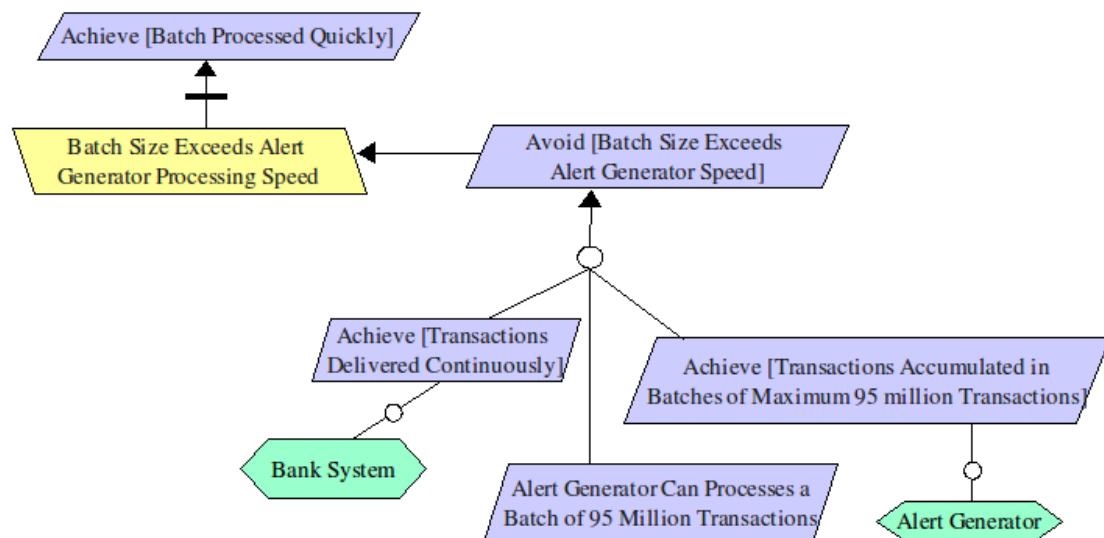 Achieve [Batch Processed Quickly]
Batch Size Exceeds Alert
Generator Processing Speed
Avoid [Batch Size Exceeds
Alert Generator Speed]
Achieve [Transactions
Delivered Continuously]
Achieve [Transactions Accumulated in
Batches of Maximum 95 million Transactions]
Bank System
Alert Generator Can Processes a
Batch of 95 Million Transactions
Alert Generator